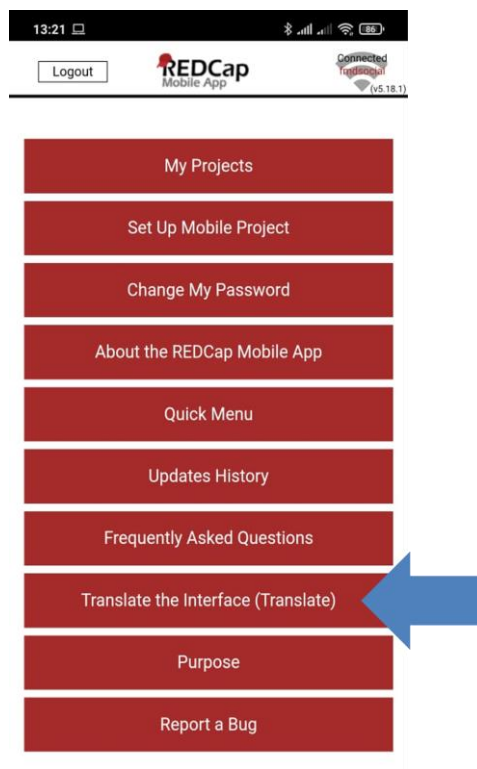 13:21
86
Logout
REDCap
Mobile App
Connected
findsocial
(v5.18.1)
My Projects
Set Up Mobile Project
Change My Password
About the REDCap Mobile App
Quick Menu
Updates History
Frequently Asked Questions
Translate the Interface (Translate)
Purpose
Report a Bug